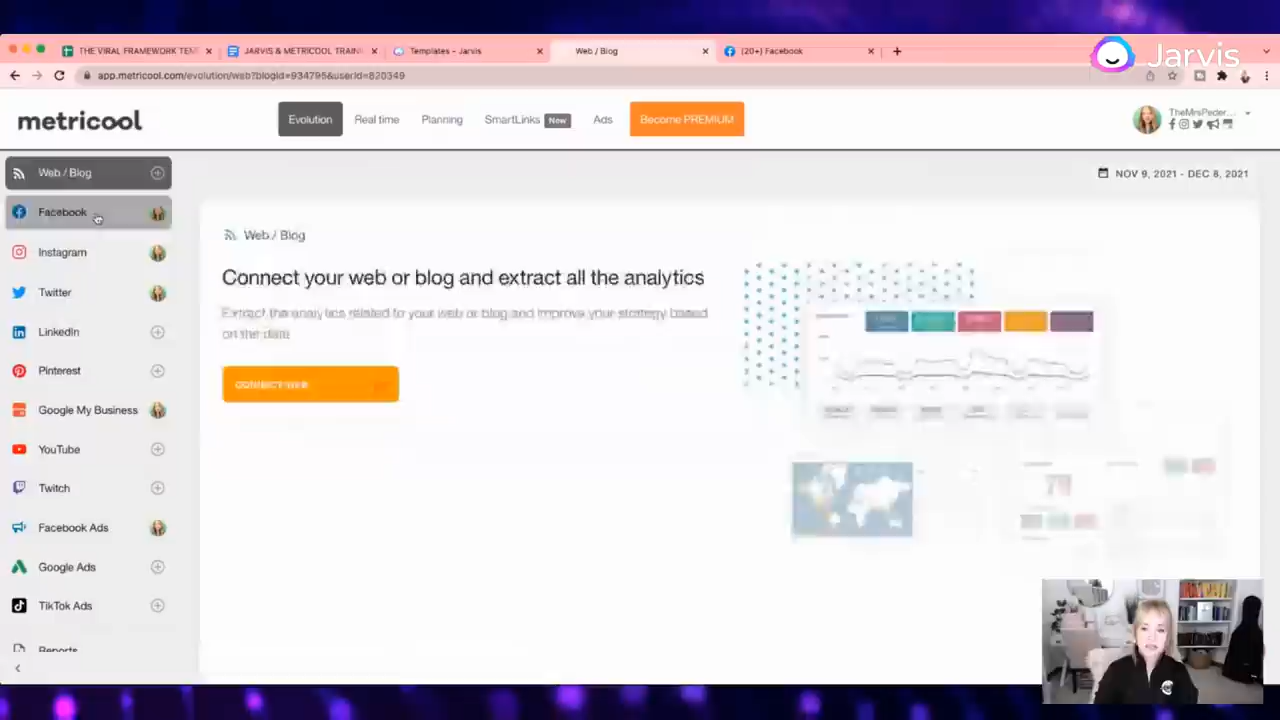 THE VIRAL FRAMEWORK TEM
JARVIS & METRICOOL TRAINI
Templates - Jarvis
Web / Blog
(20+) Facebook
Jarvis
app.metricool.com/evolution/web?blogId=934795&userId=820349
metricool
Evolution
Real time
Planning
SmartLinks New
Ads
Become PREMIUM
TheMrsPeder...
Web / Blog
NOV 9, 2021 - DEC 8, 2021
Facebook
Instagram
Twitter
LinkedIn
Pinterest
Google My Business
YouTube
Twitch
Facebook Ads
Google Ads
TikTok Ads
Reports
Web / Blog
Connect your web or blog and extract all the analytics
Extract the analytics related to your web or blog and improve your strategy based
on the data
CONNECT WEB